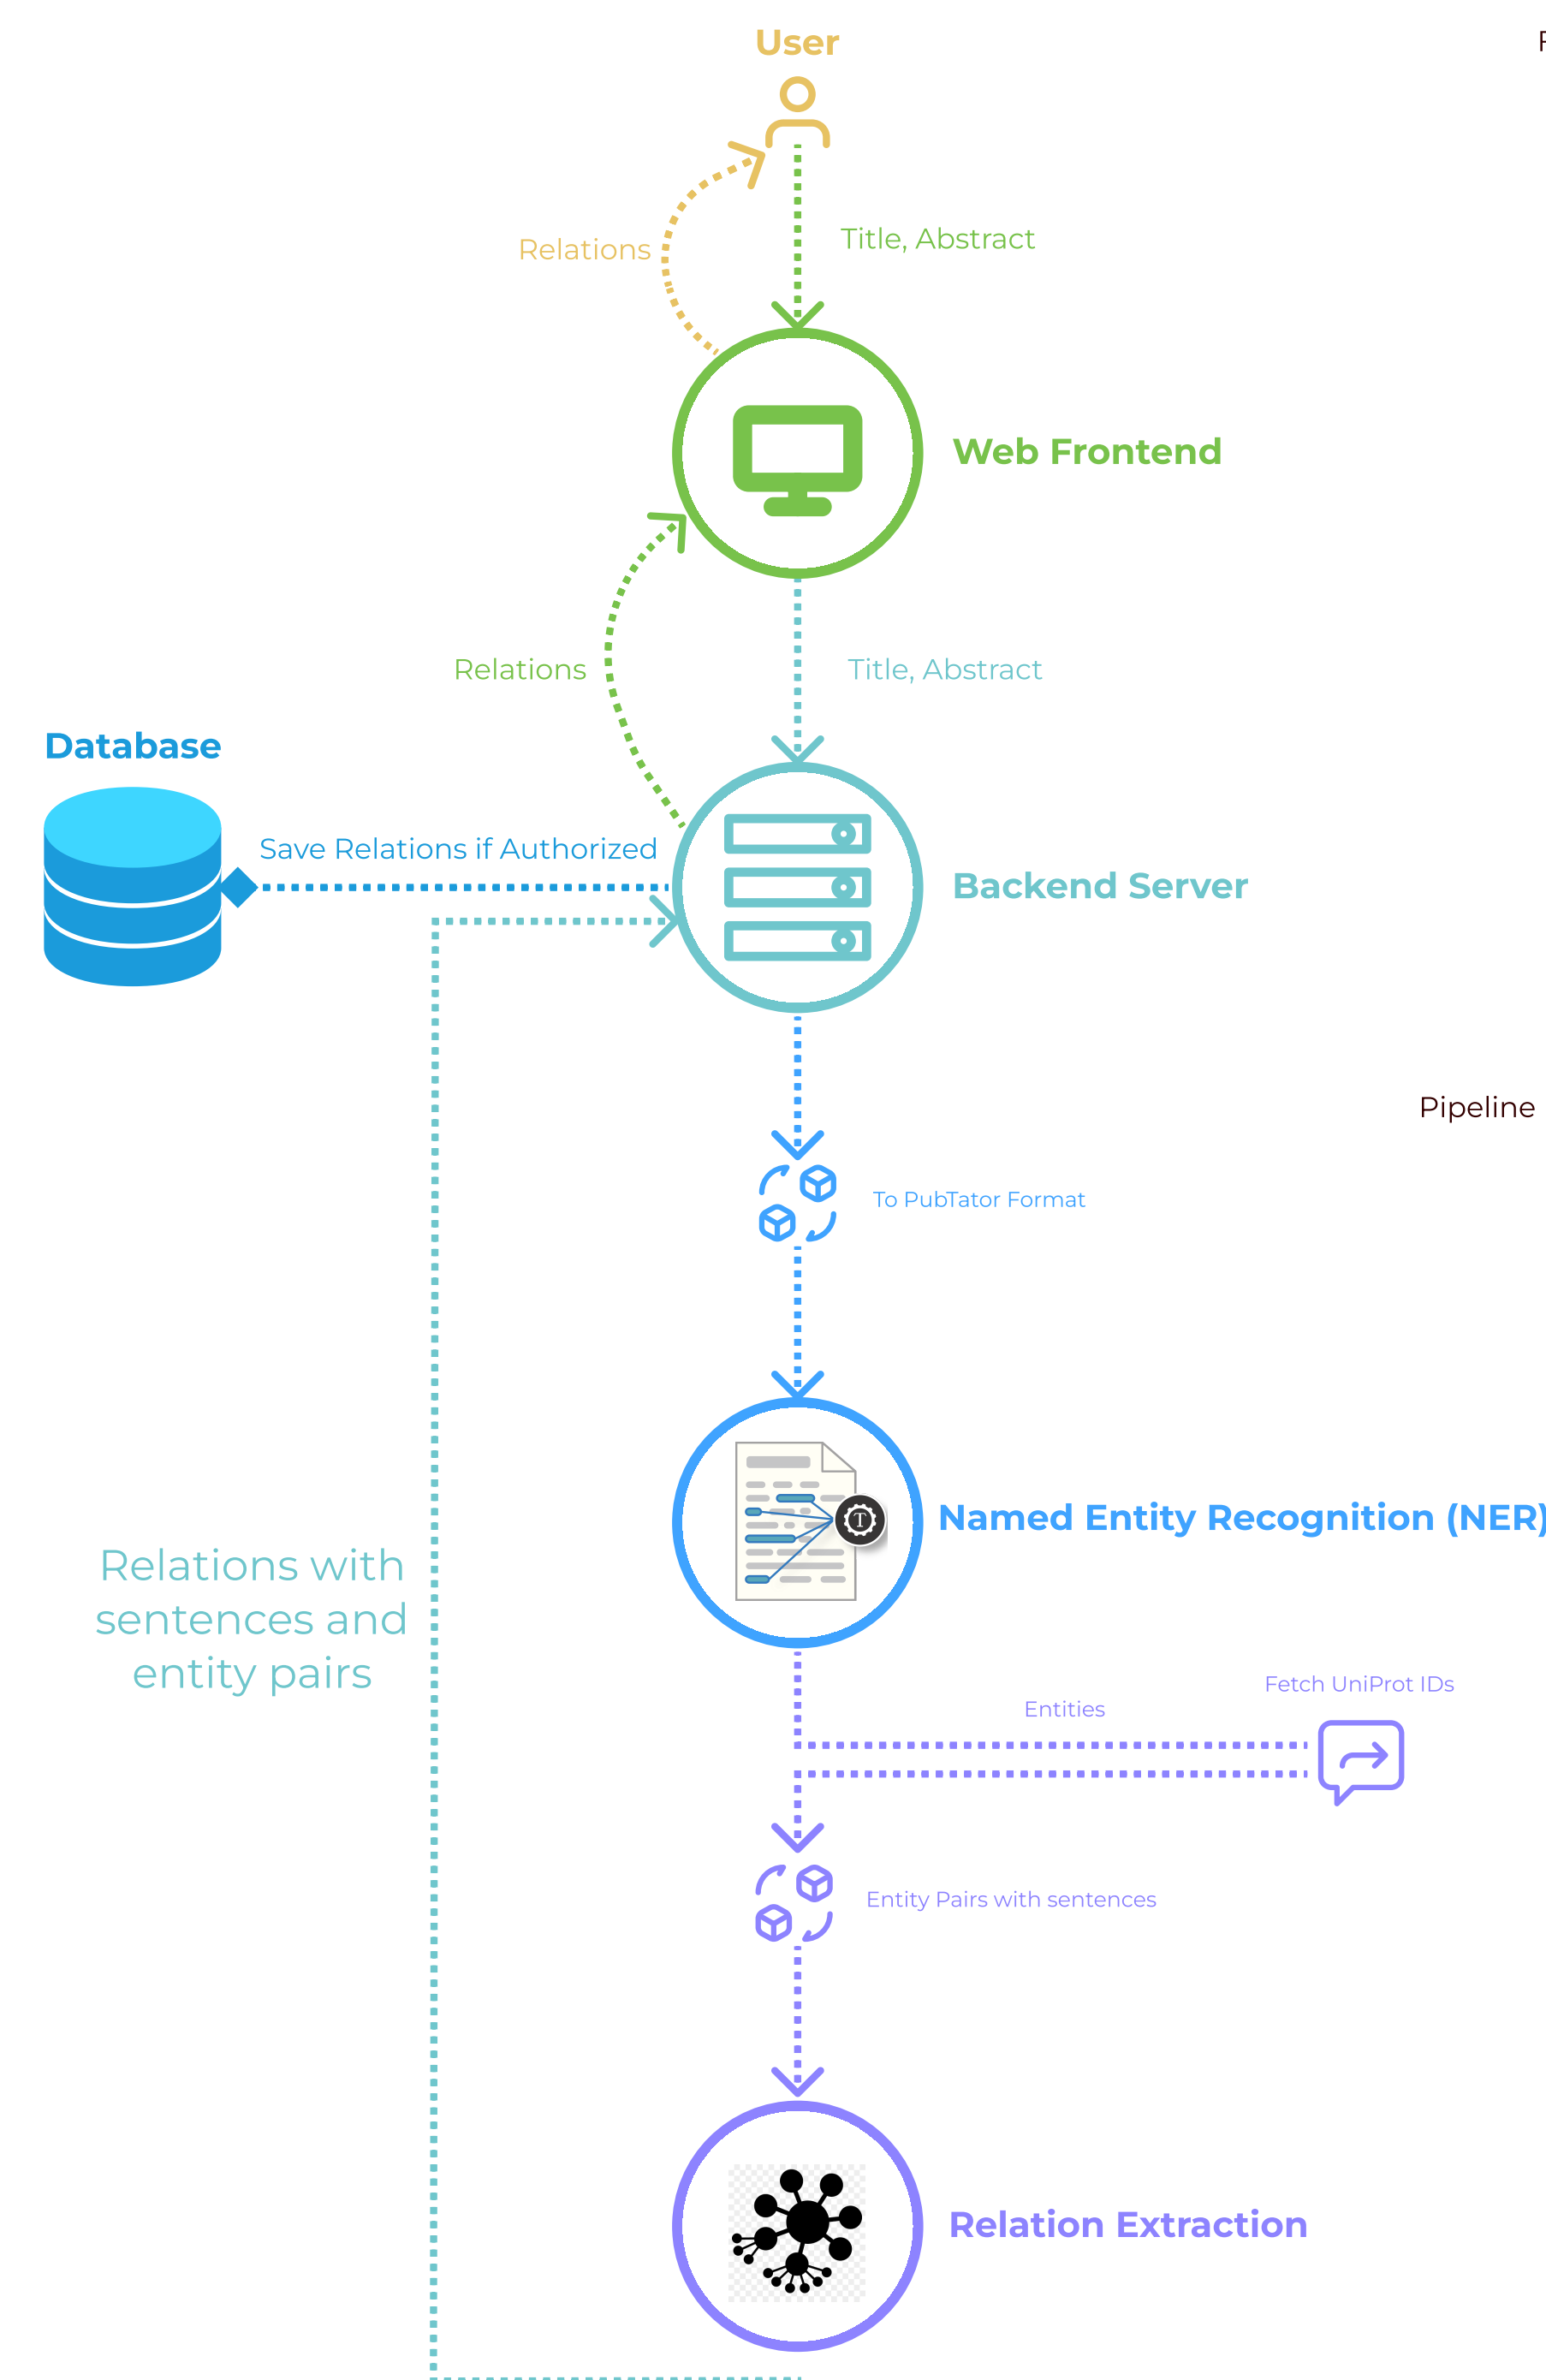 User
Relations
Title, Abstract
Web Frontend
Relations
Title, Abstract
Database
Save Relations if Authorized
Backend Server
Pipeline
To PubTator Format
Named Entity Recognition (NER)
T
Relations with
sentences and
entity pairs
Fetch UniProt IDs
Entities
Entity Pairs with sentences
Relation Extraction